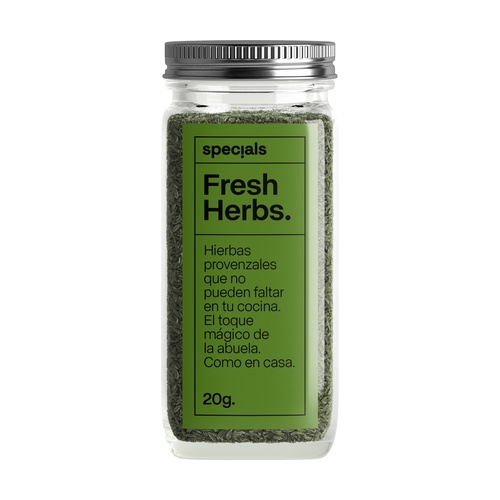 specials
Fresh
Herbs.
Hierbas
provenzales
que no
pueden faltar
en tu cocina.
El toque
mágico de
la abuela.
Como en casa.
20g.